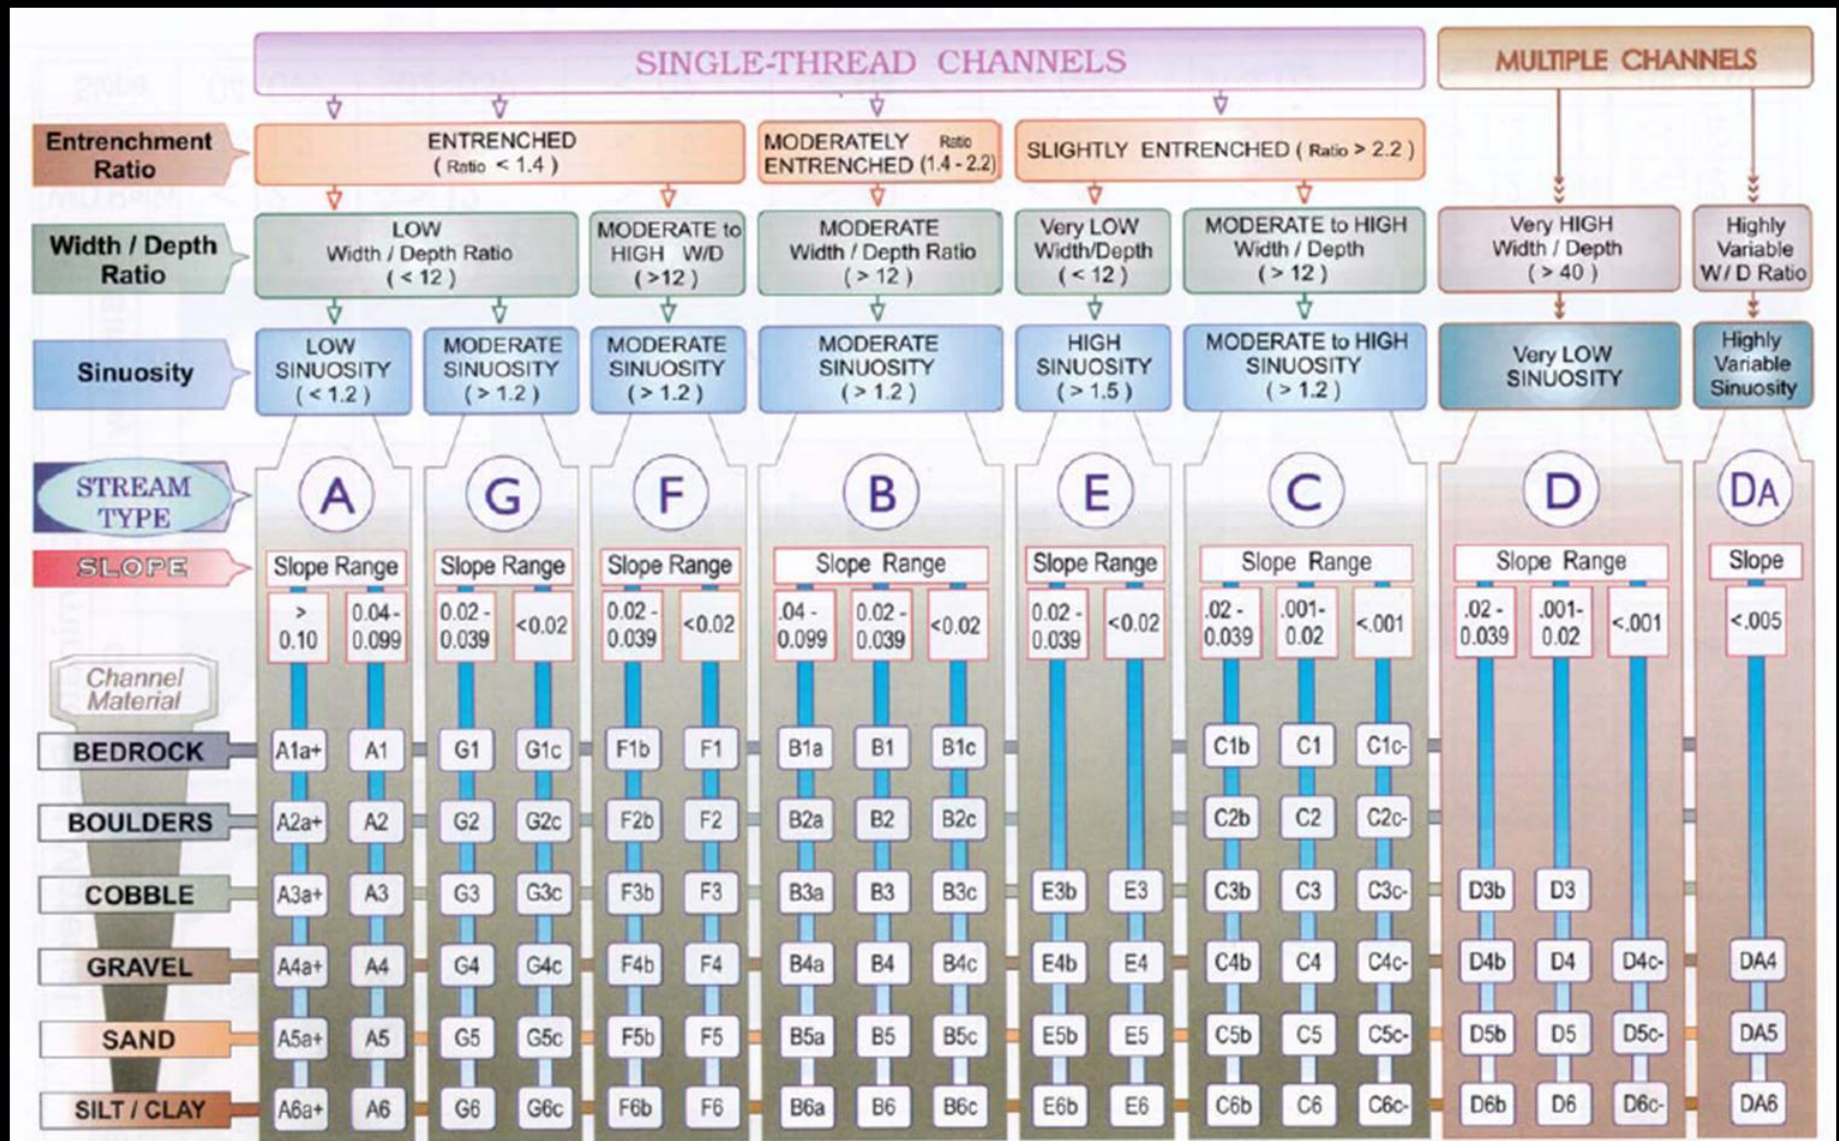 SINGLE-THREAD CHANNELS
MULTIPLE CHANNELS
Entrenchment
Ratio
ENTRENCHED
( Ratio < 1.4 )
MODERATELY Ratio
ENTRENCHED (1.4 - 2.2)
SLIGHTLY ENTRENCHED ( Ratio > 2.2 )
Width / Depth
Ratio
LOW
Width / Depth Ratio
( < 12 )
MODERATE to
HIGH W/D
( >12 )
MODERATE
Width / Depth Ratio
( > 12 )
Very LOW
Width/Depth
( < 12 )
MODERATE to HIGH
Width / Depth
( > 12 )
Very HIGH
Width / Depth
( > 40 )
Highly
Variable
W / D Ratio
Sinuosity
LOW
SINUOSITY
( < 1.2 )
MODERATE
SINUOSITY
( > 1.2 )
MODERATE
SINUOSITY
( > 1.2 )
MODERATE
SINUOSITY
( > 1.2 )
HIGH
SINUOSITY
( > 1.5 )
MODERATE to HIGH
SINUOSITY
( > 1.2 )
Very LOW
SINUOSITY
Highly
Variable
Sinuosity
STREAM
TYPE
A G F B E C D DA
SLOPE
Slope Range Slope Range Slope Range Slope Range Slope Range Slope Range Slope Range Slope
>
0.10
0.04-
0.099
0.02 -
0.039
<0.02
0.02 -
0.039
<0.02
.04 -
0.099
0.02 -
0.039
<0.02
0.02 -
0.039
<0.02
.02 -
0.039
.001-
0.02
<.001
.02 -
0.039
.001-
0.02
<.001
<.005
Channel
Material
BEDROCK A1a+ A1 G1 G1c F1b F1 B1a B1 B1c C1b C1 C1c-
BOULDERS A2a+ A2 G2 G2c F2b F2 B2a B2 B2c C2b C2 C2c-
COBBLE A3a+ A3 G3 G3c F3b F3 B3a B3 B3c E3b E3 C3b C3 C3c- D3b D3
GRAVEL A4a+ A4 G4 G4c F4b F4 B4a B4 B4c E4b E4 C4b C4 C4c- D4b D4 D4c- DA4
SAND A5a+ A5 G5 G5c F5b F5 B5a B5 B5c E5b E5 C5b C5 C5c- D5b D5 D5c- DA5
SILT / CLAY A6a+ A6 G6 G6c F6b F6 B6a B6 B6c E6b E6 C6b C6 C6c- D6b D6 D6c- DA6